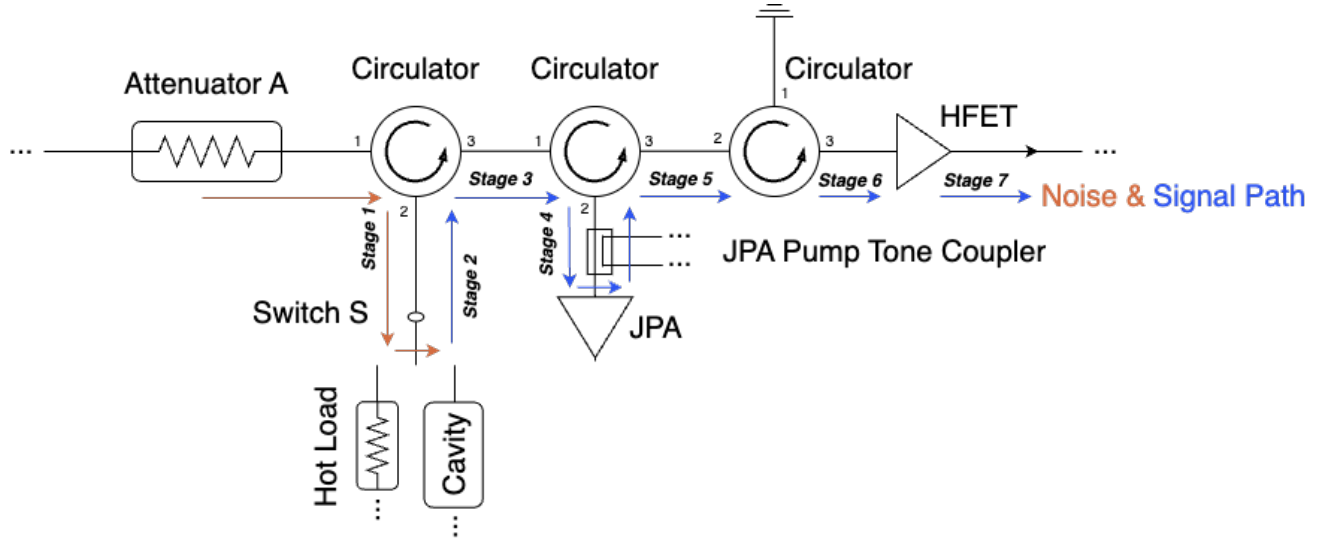 Circulator
Circulator
Circulator
Attenuator A
HFET
...
1
3
1
3
2
1
3
...
2
2
Stage 1
Stage 2
Stage 3
Stage 4
Stage 5
Stage 6
Stage 7
Noise & Signal Path
...
...
JPA Pump Tone Coupler
Switch S
JPA
Hot Load
Cavity
...
...